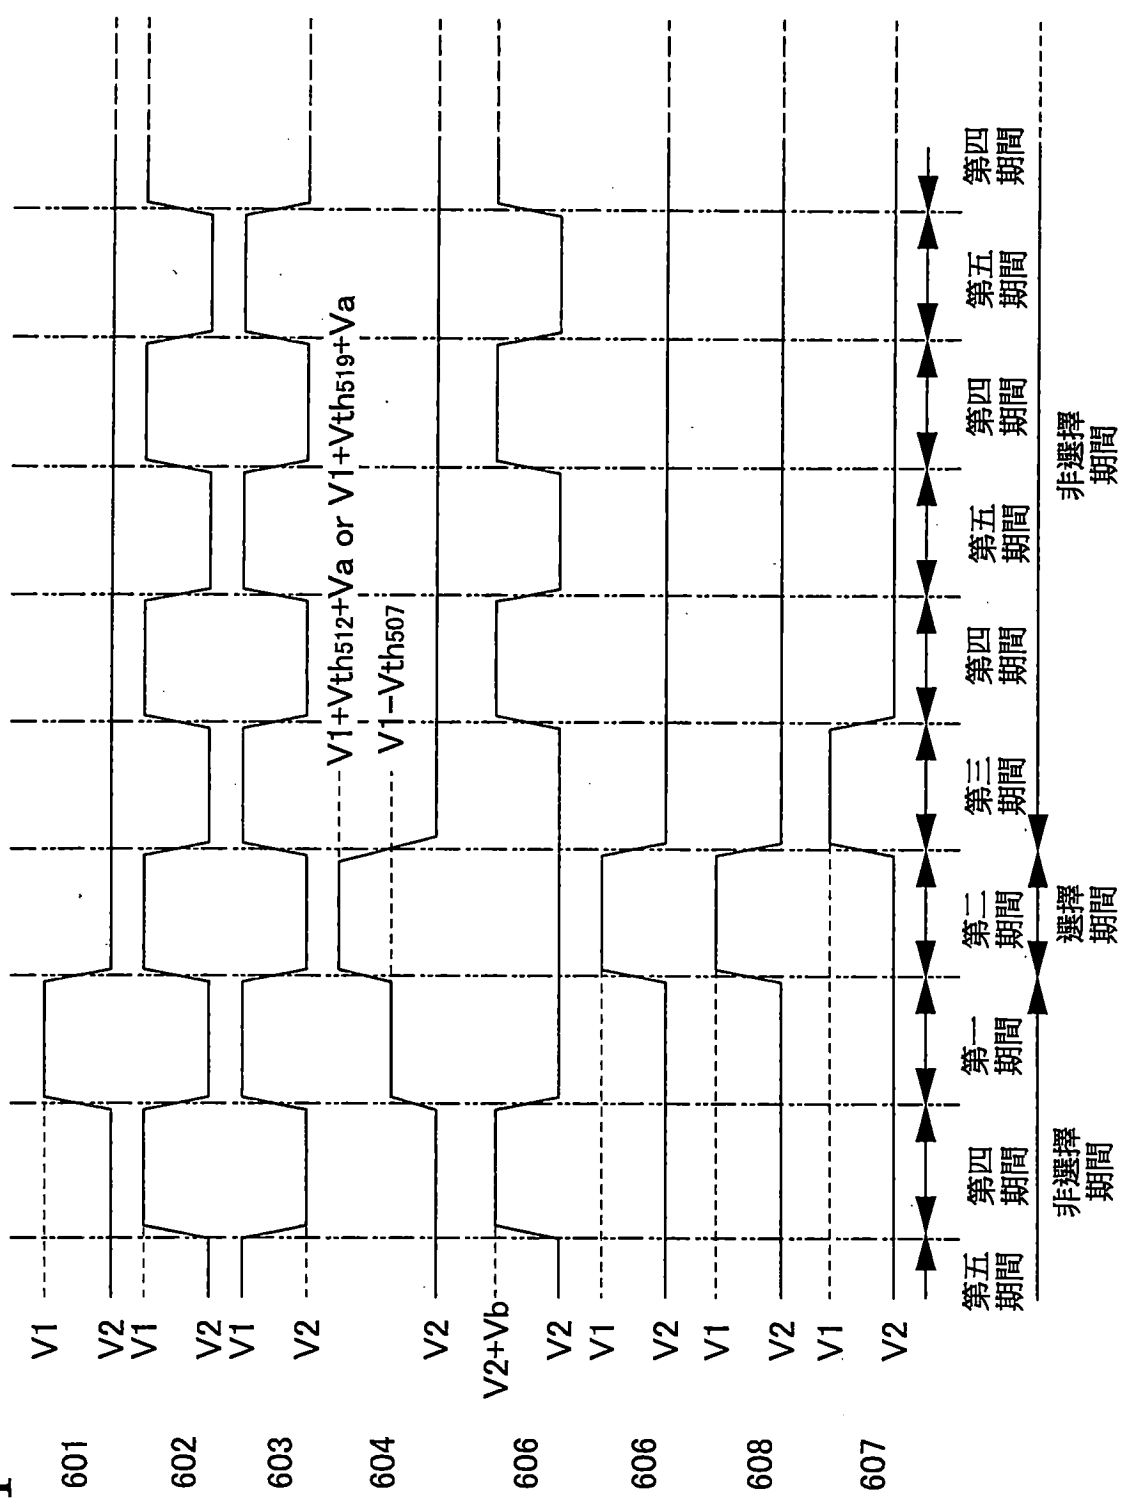 V1
601
V2
V1
602
V2
V1
603
V2
V1+Vth512+Va or V1+Vth519+Va
604
V1-Vth507
V2
V2+Vb
606
V2
V1
606
V2
V1
608
V2
V1
607
V2
第五
期間
第四
期間
第一
期間
第二
期間
第三
期間
第四
期間
第五
期間
第四
期間
第五
期間
第四
期間
非選擇
期間
選擇
期間
非選擇
期間